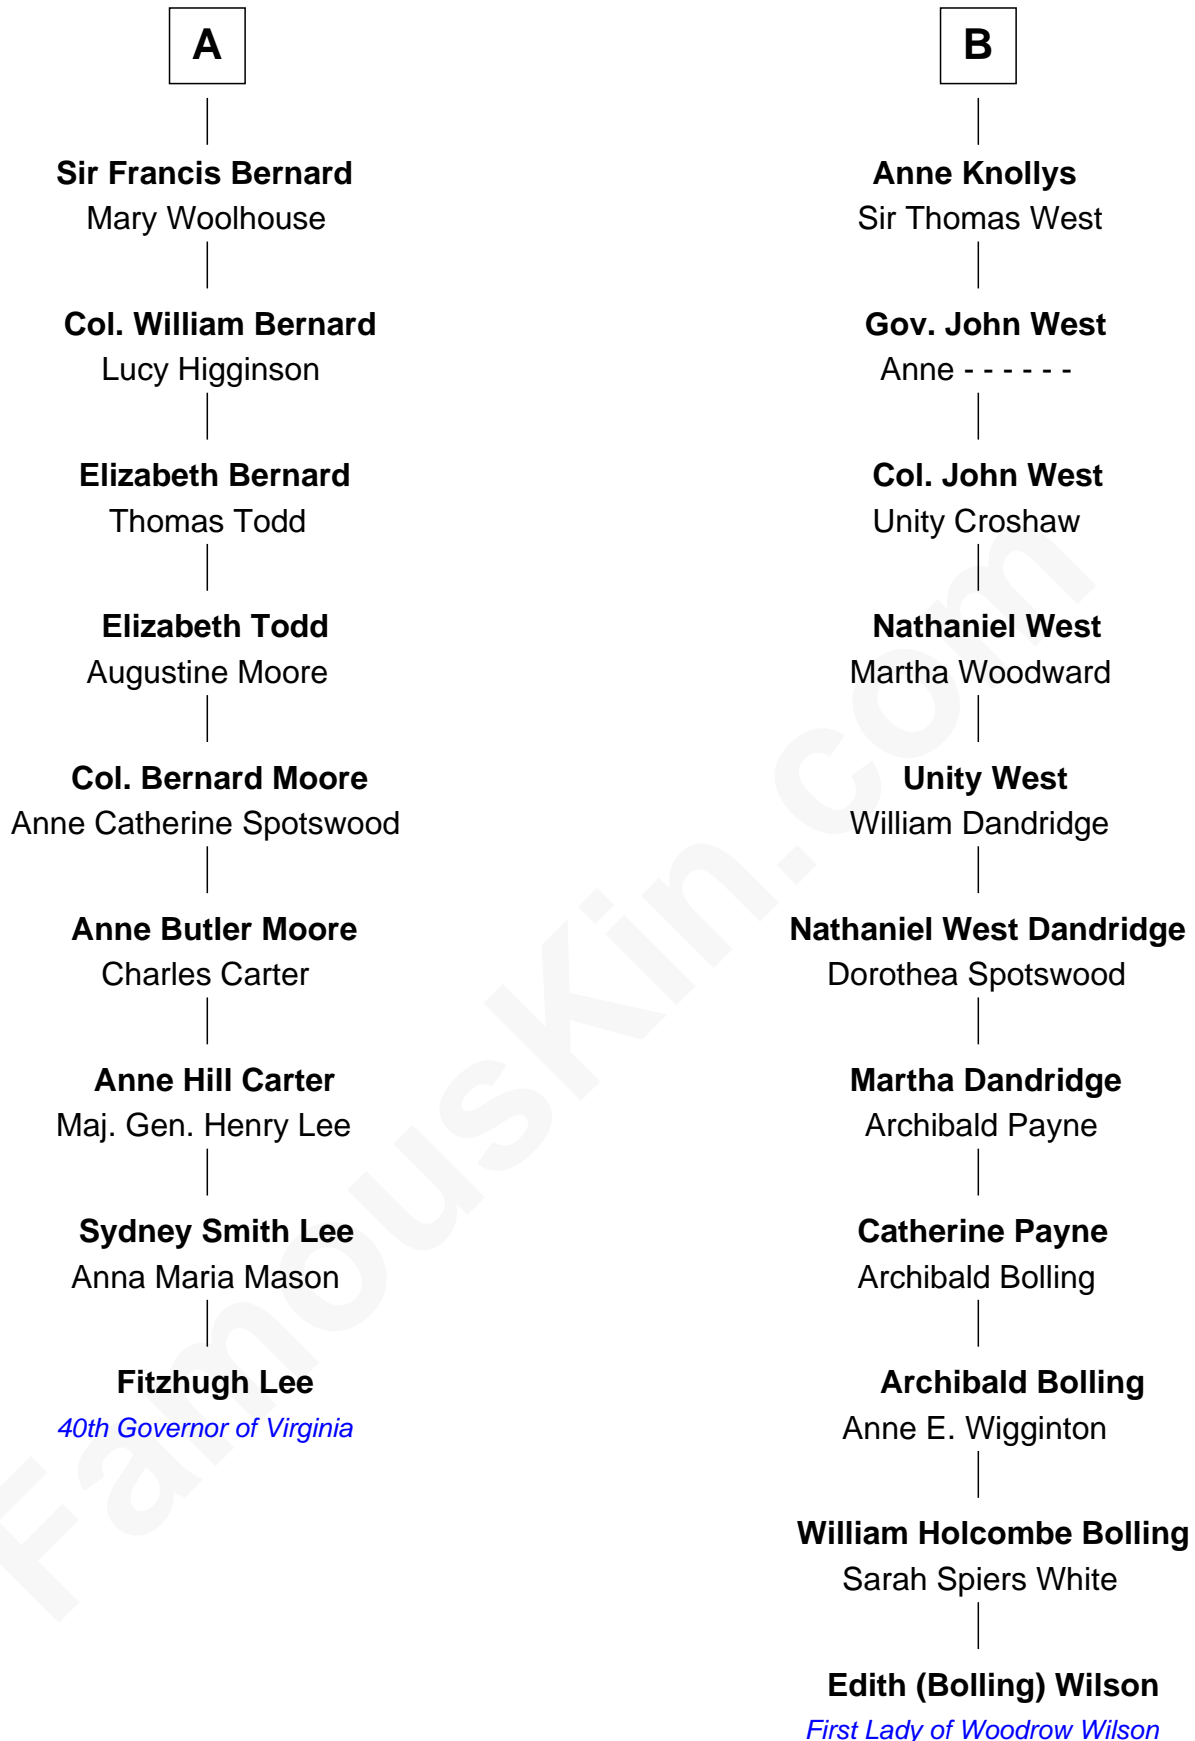 A
Sir Francis Bernard
Mary Woolhouse
Col. William Bernard
Lucy Higginson
Elizabeth Bernard
Thomas Todd
Elizabeth Todd
Augustine Moore
Col. Bernard Moore
Anne Catherine Spotswood
Anne Butler Moore
Charles Carter
Anne Hill Carter
Maj. Gen. Henry Lee
Sydney Smith Lee
Anna Maria Mason
Fitzhugh Lee
40th Governor of Virginia
B
Anne Knollys
Sir Thomas West
Gov. John West
Anne - - - - - -
Col. John West
Unity Croshaw
Nathaniel West
Martha Woodward
Unity West
William Dandridge
Nathaniel West Dandridge
Dorothea Spotswood
Martha Dandridge
Archibald Payne
Catherine Payne
Archibald Bolling
Archibald Bolling
Anne E. Wigginton
William Holcombe Bolling
Sarah Spiers White
Edith (Bolling) Wilson
First Lady of Woodrow Wilson
FamousKin.com